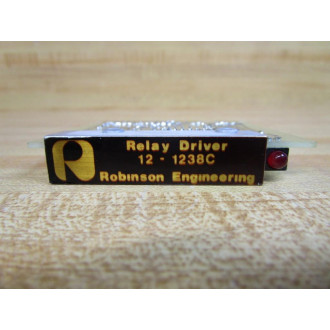 R
Relay Driver
12 - 1238C
Robinson Engineering